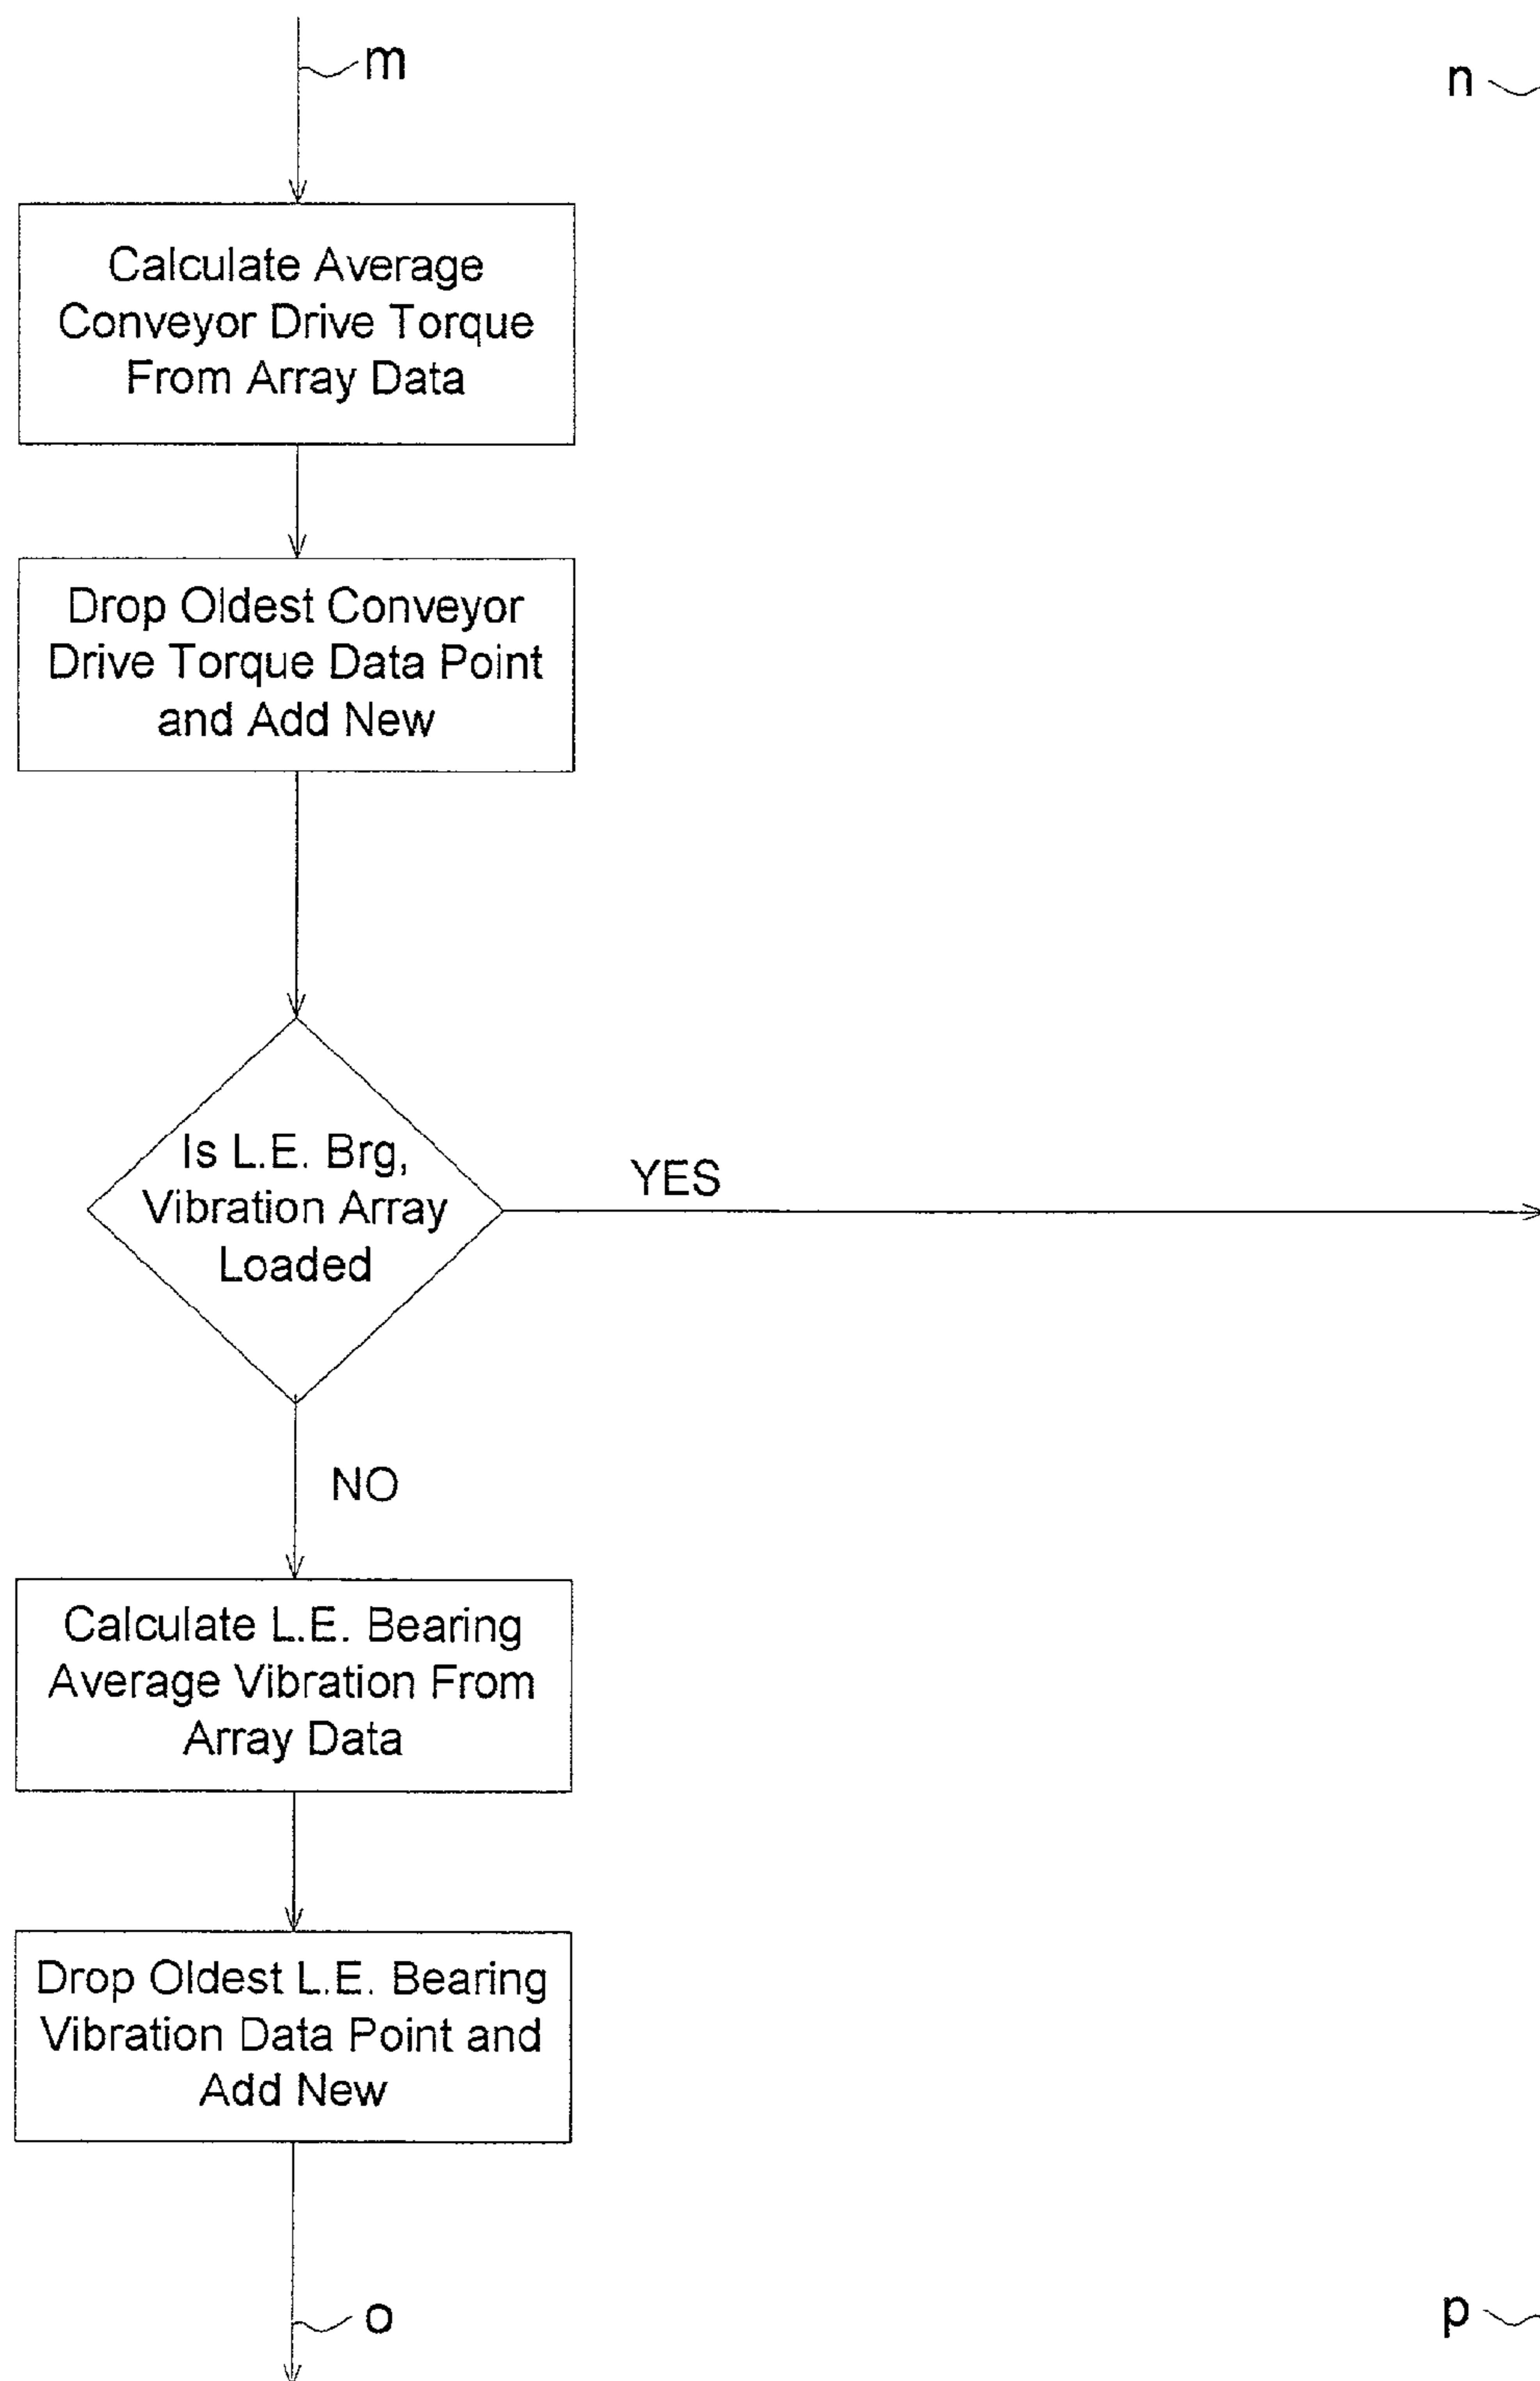 m
n
Calculate Average
Conveyor Drive Torque
From Array Data
Drop Oldest Conveyor
Drive Torque Data Point
and Add New
Is L.E. Brg,
Vibration Array
Loaded
YES
NO
Calculate L.E. Bearing
Average Vibration From
Array Data
Drop Oldest L.E. Bearing
Vibration Data Point and
Add New
o
p